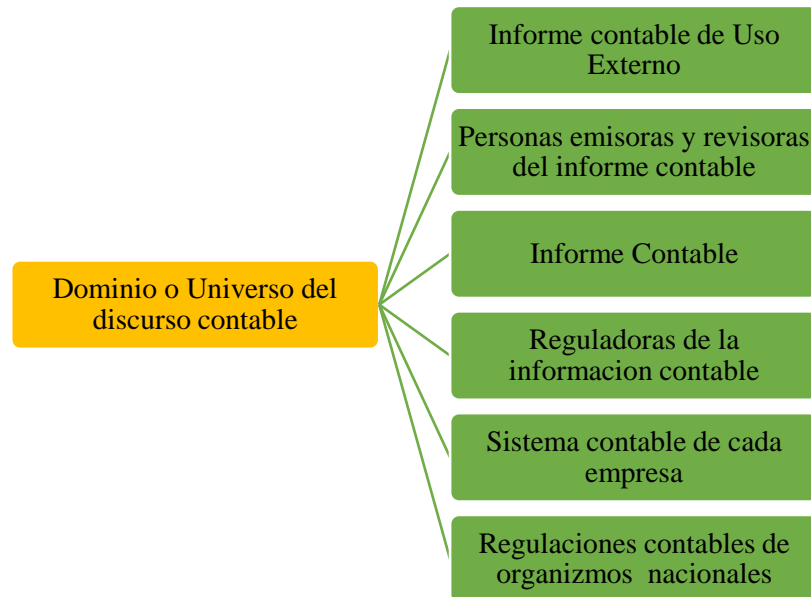 Informe contable de Uso
Externo
Personas emisoras y revisoras
del informe contable
Informe Contable
Dominio o Universo del
discurso contable
Reguladoras de la
informacion contable
Sistema contable de cada
empresa
Regulaciones contables de
organizmos nacionales